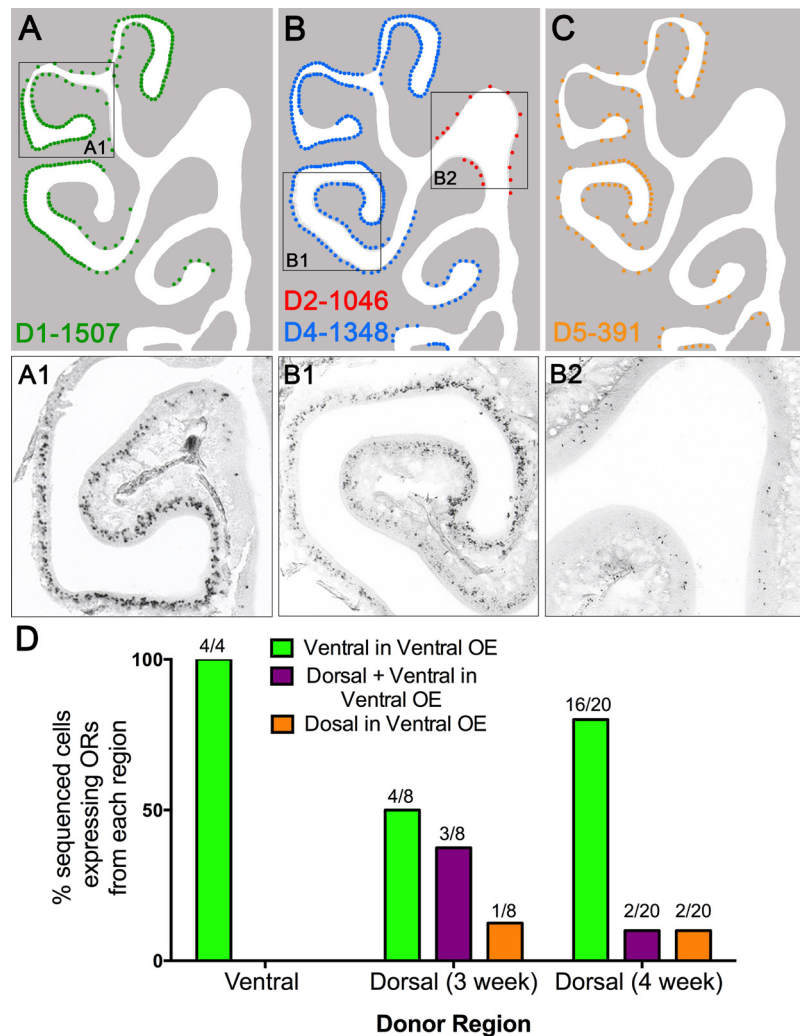 A
B
C
A1
B2
B1
D2-1046
D1-1507
D4-1348
D5-391
A1
B1
B2
D
4/4
100
Ventral in Ventral OE
Dorsal + Ventral in
Ventral OE
Dosal in Ventral OE
16/20
% sequenced cells
expressing ORs
from each region
50
4/8
3/8
1/8
2/20
2/20
0
Ventral
Dorsal (3 week)
Dorsal (4 week)
Donor Region